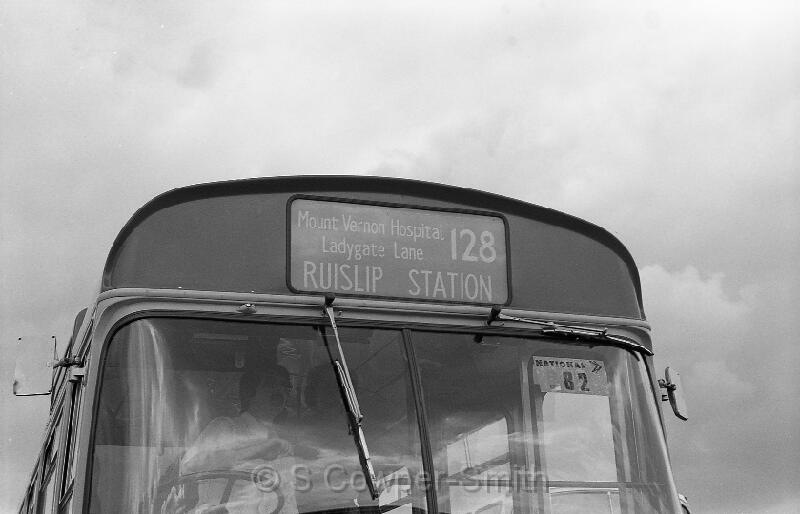 Mount Vernon Hospital
Ladygate Lane
128
RUISLIP STATION
NATIONAL
82
© S Cowper-Smith